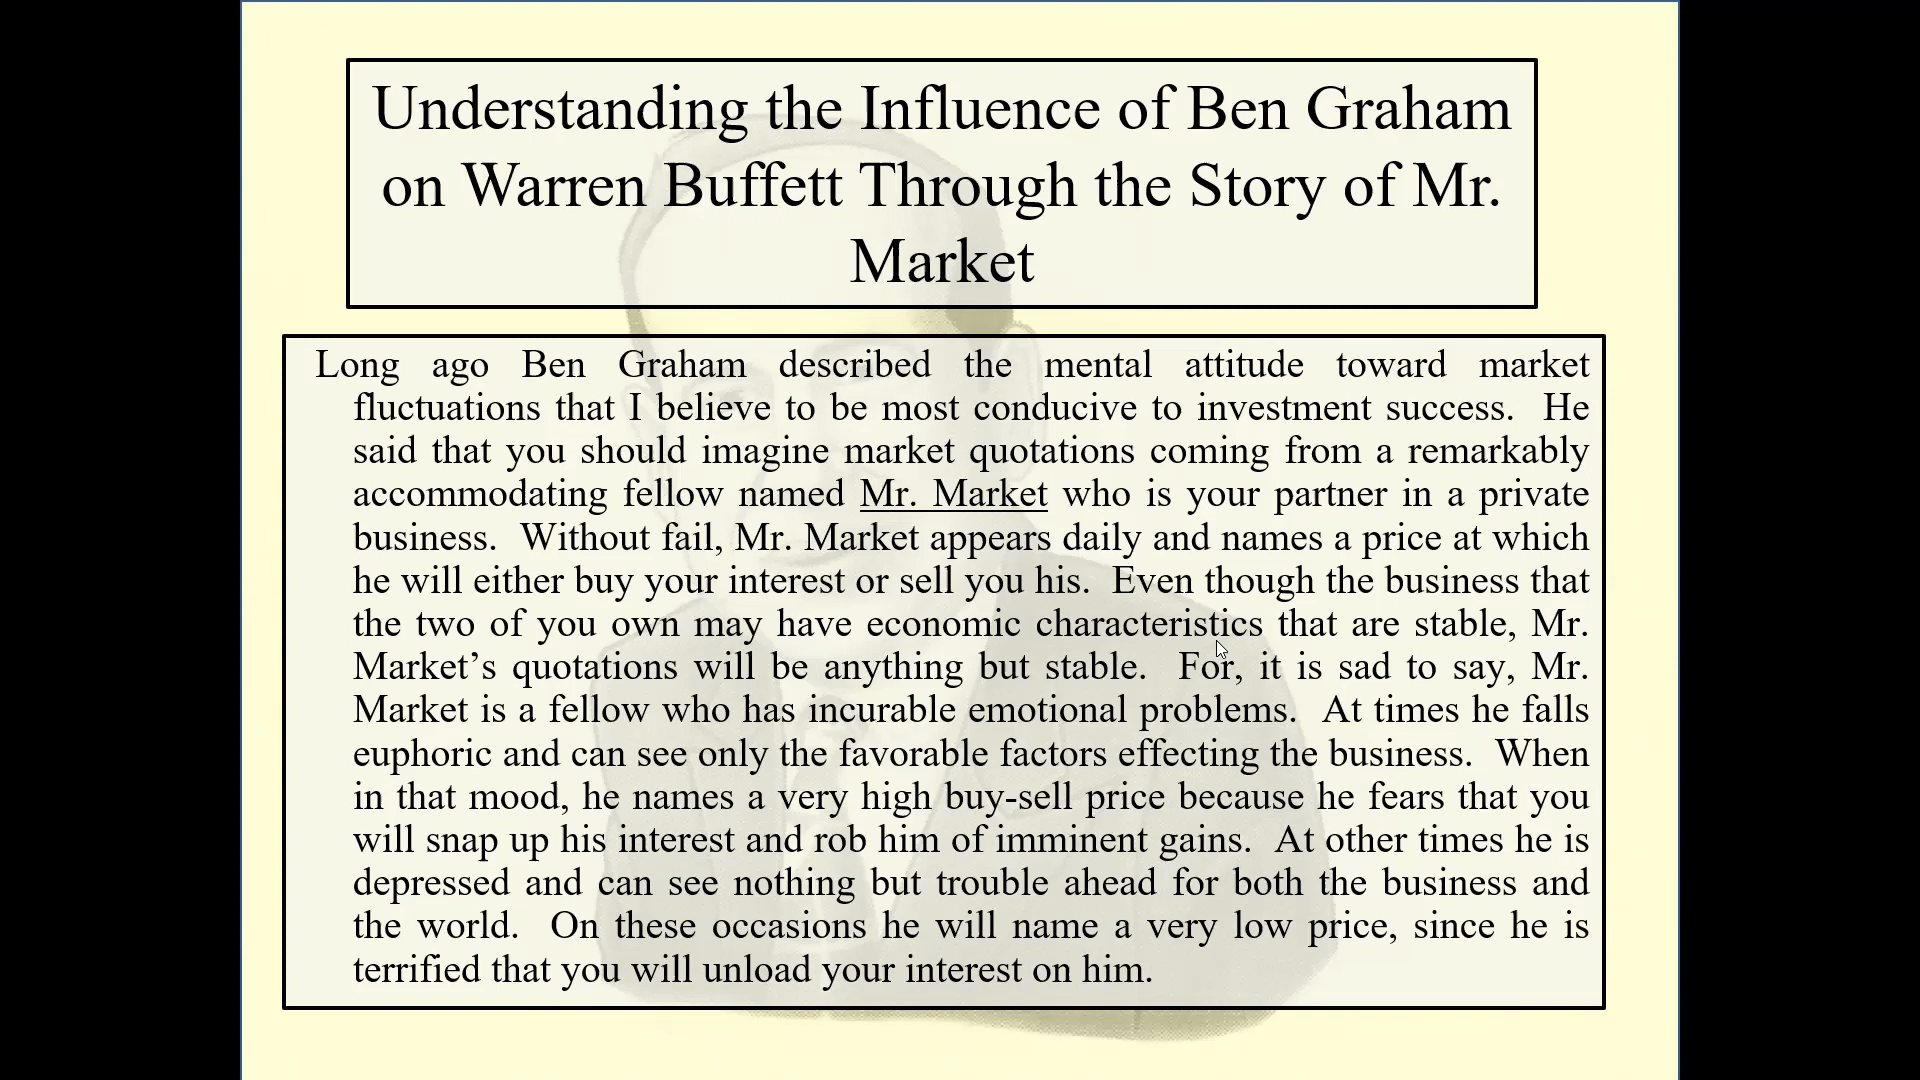 Understanding the Influence of Ben Graham
on Warren Buffett Through the Story of Mr.
Market
Long ago Ben Graham described the mental attitude toward market
fluctuations that I believe to be most conducive to investment success.  He
said that you should imagine market quotations coming from a remarkably
accommodating fellow named Mr. Market who is your partner in a private
business.  Without fail, Mr. Market appears daily and names a price at which
he will either buy your interest or sell you his.  Even though the business that
the two of you own may have economic characteristics that are stable, Mr.
Market’s quotations will be anything but stable.  For, it is sad to say, Mr.
Market is a fellow who has incurable emotional problems.  At times he falls
euphoric and can see only the favorable factors effecting the business.  When
in that mood, he names a very high buy-sell price because he fears that you
will snap up his interest and rob him of imminent gains.  At other times he is
depressed and can see nothing but trouble ahead for both the business and
the world.  On these occasions he will name a very low price, since he is
terrified that you will unload your interest on him.